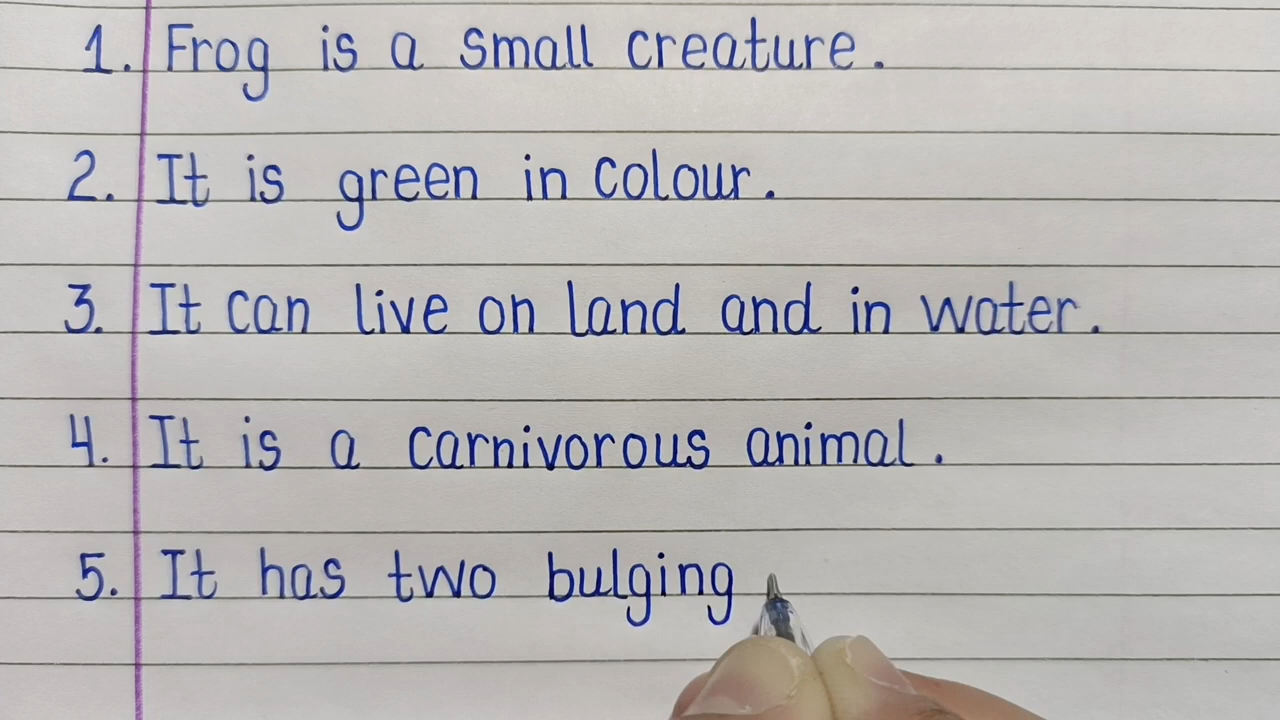 1. Frog is a small creature.
2. It is green in colour.
3. It can live on land and in water.
4. It is a carnivorous animal.
5. It has two bulging